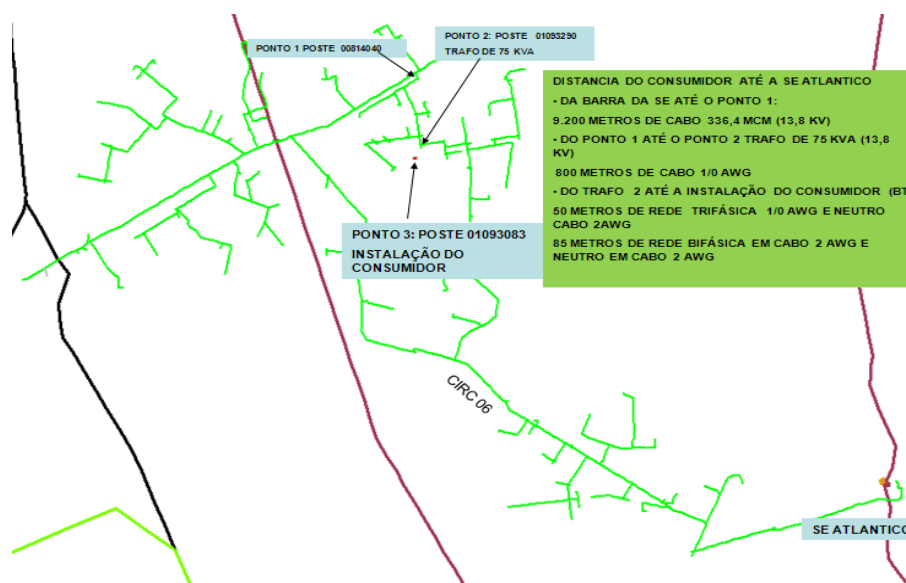 PONTO 1 POSTE 00814040
PONTO 2: POSTE 01093290
TRAFO DE 75 KVA
DISTANCIA DO CONSUMIDOR ATÉ A SE ATLANTICO
- DA BARRA DA SE ATÉ O PONTO 1:
9.200 METROS DE CABO 336,4 MCM (13,8 KV)
- DO PONTO 1 ATÉ O PONTO 2 TRAFO DE 75 KVA (13,8
KV)
800 METROS DE CABO 1/0 AWG
- DO TRAFO 2 ATÉ A INSTALAÇÃO DO CONSUMIDOR (BT
50 METROS DE REDE TRIFÁSICA 1/0 AWG E NEUTRO
CABO 2AWG
85 METROS DE REDE BIFÁSICA EM CABO 2 AWG E
NEUTRO EM CABO 2 AWG
PONTO 3: POSTE 01093083
INSTALAÇÃO DO
CONSUMIDOR
CIRC 06
SE ATLANTICO